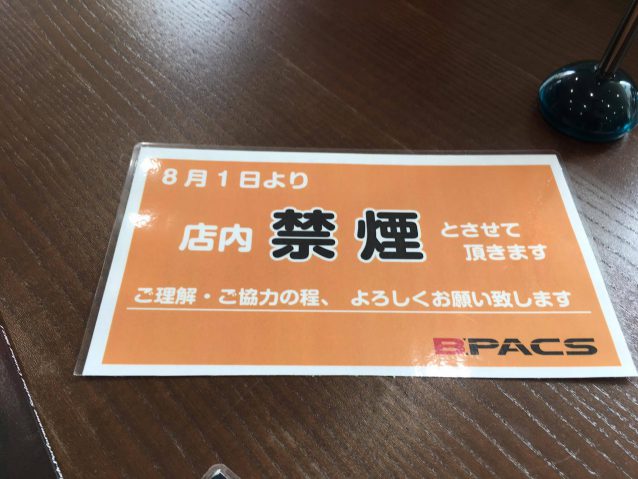 8月1日より
店内 禁煙 とさせて
頂きます
ご理解・ご協力の程、よろしくお願い致します
B-PACS